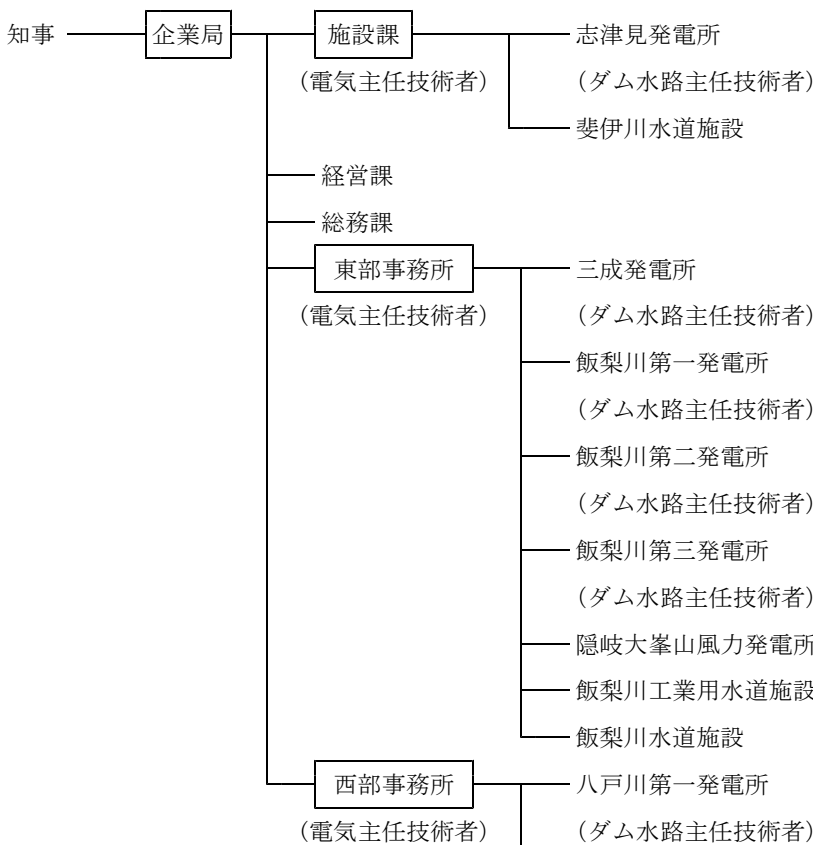 知事 企業局 施設課 志津見発電所
(電気主任技術者) (ダム水路主任技術者)
斐伊川水道施設
経営課
総務課
東部事務所 三成発電所
(電気主任技術者) (ダム水路主任技術者)
飯梨川第一発電所
(ダム水路主任技術者)
飯梨川第二発電所
(ダム水路主任技術者)
飯梨川第三発電所
(ダム水路主任技術者)
隠岐大峯山風力発電所
飯梨川工業用水道施設
飯梨川水道施設
西部事務所 八戸川第一発電所
(電気主任技術者) (ダム水路主任技術者)